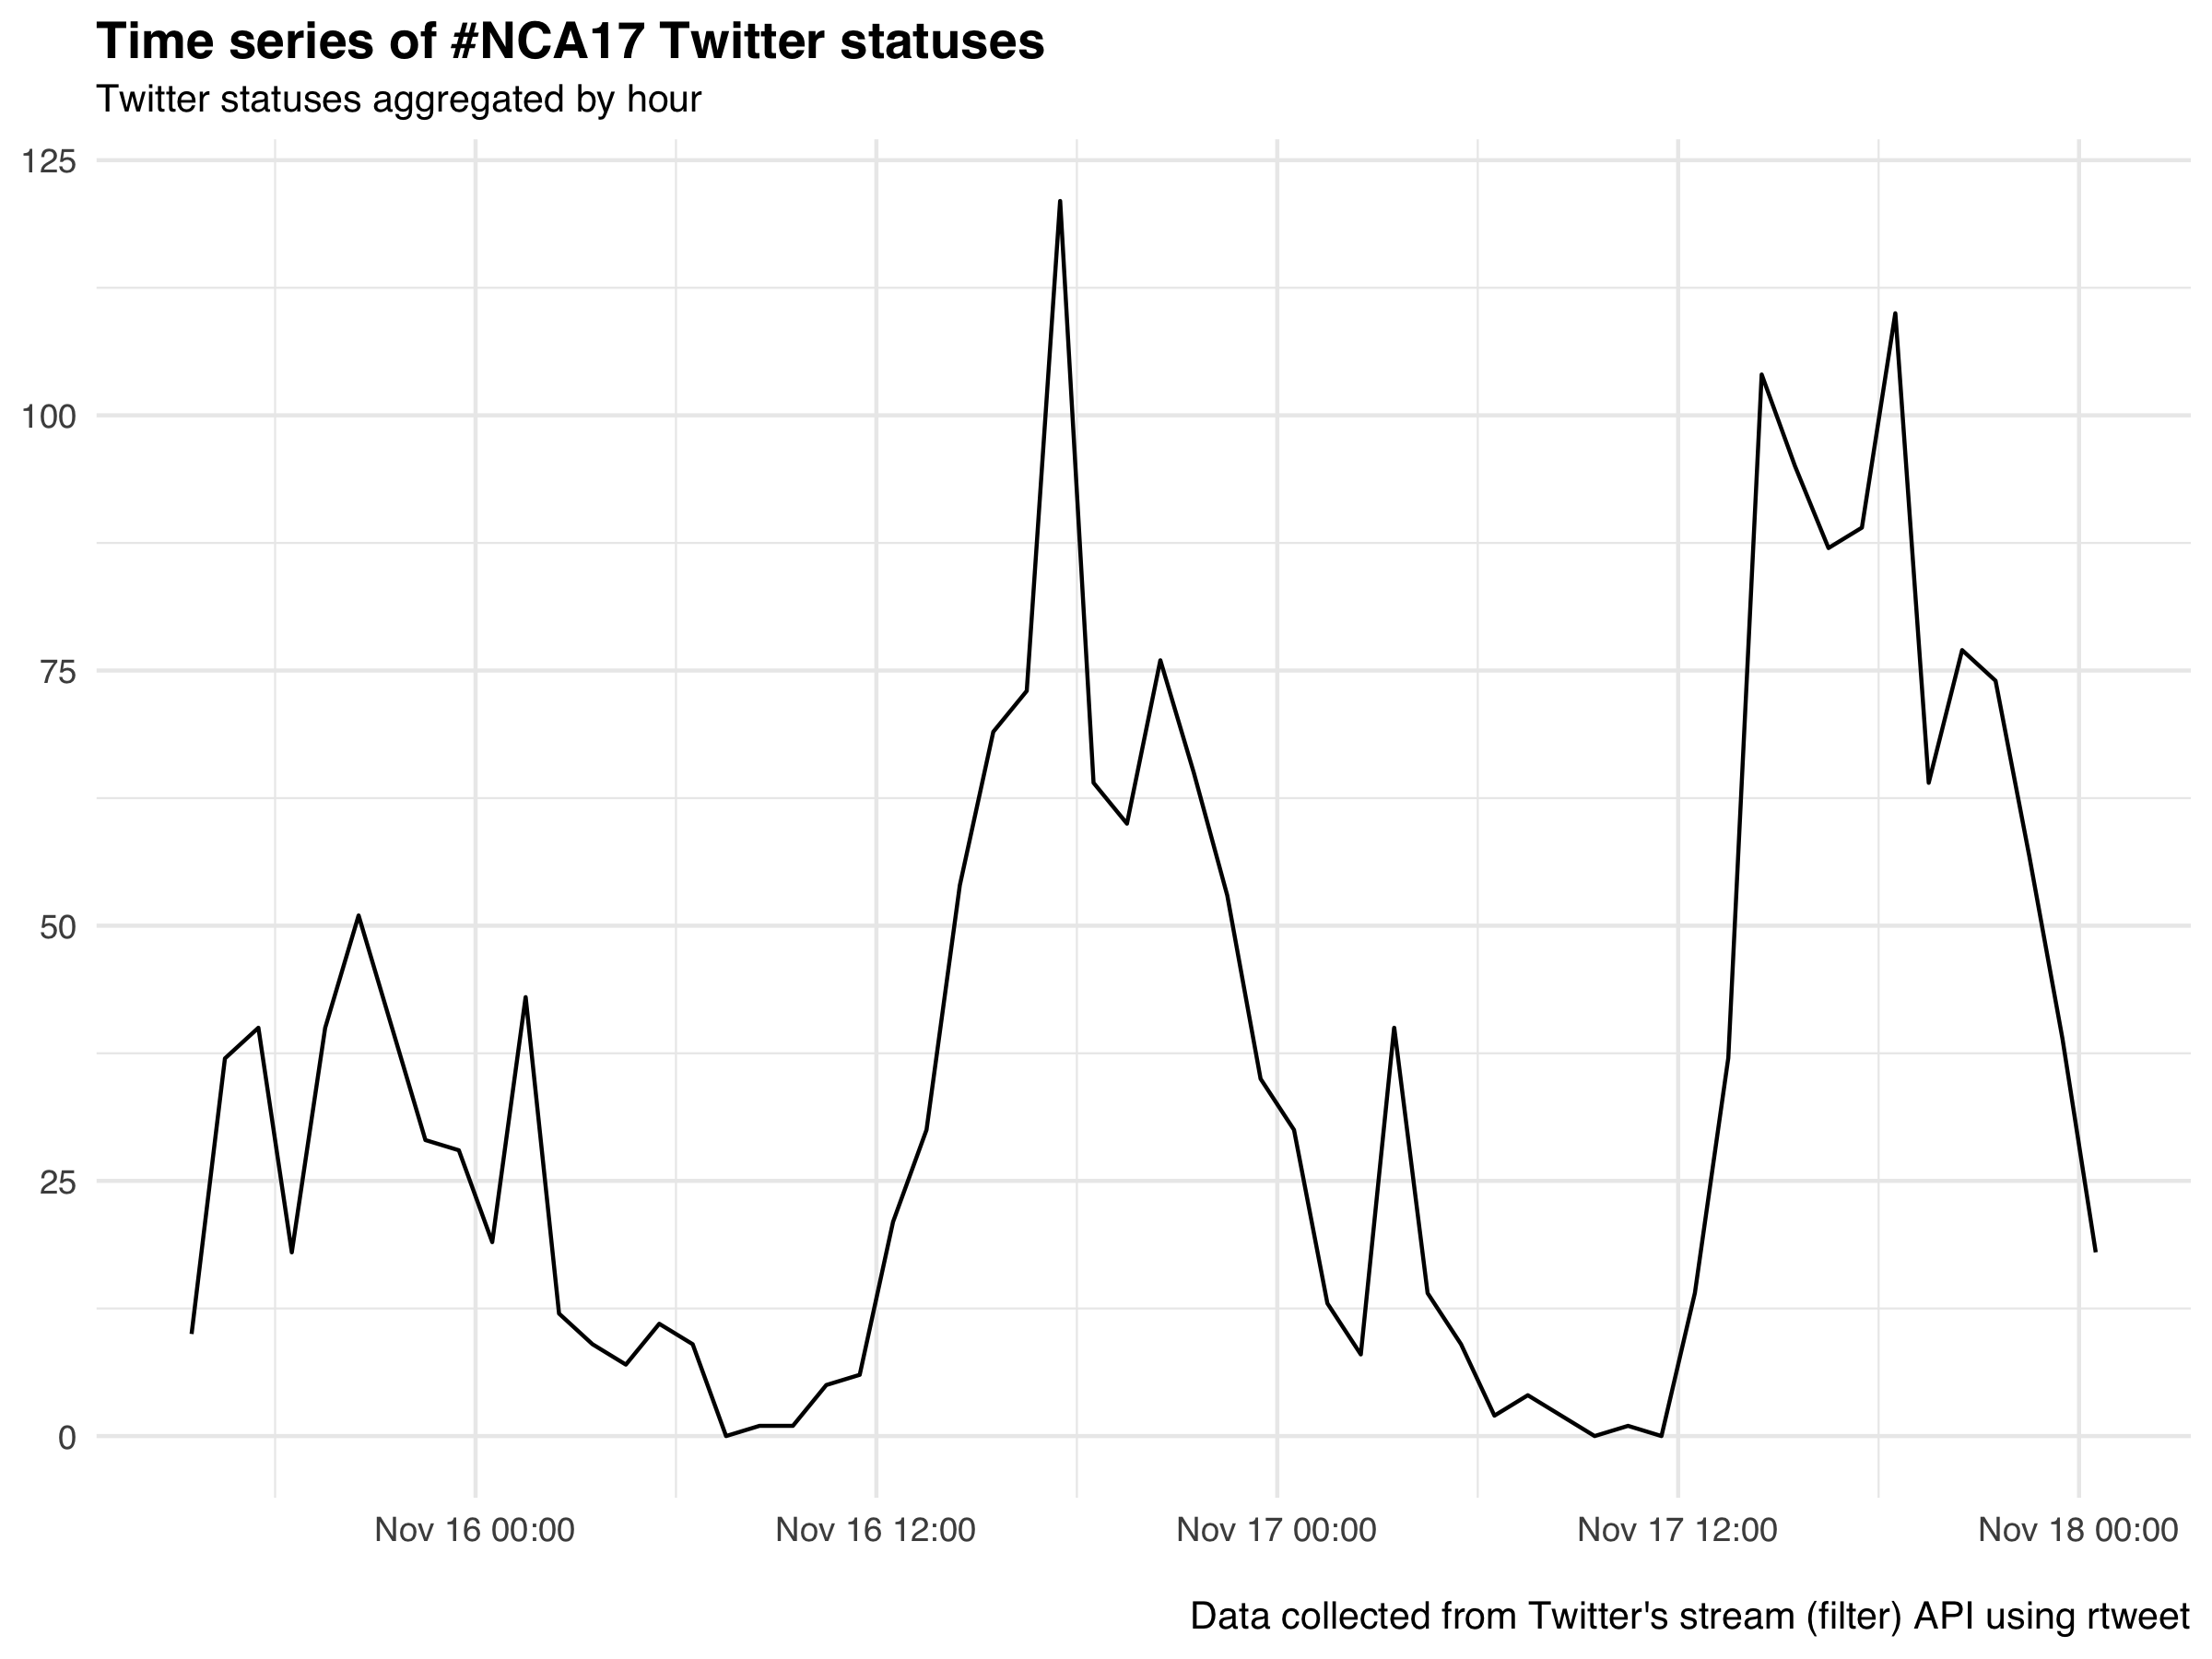 Time series of #NCA17 Twitter statuses
Twitter statuses aggregated by hour
125
100
75
50
25
0
Nov 16 00:00 Nov 16 12:00 Nov 17 00:00 Nov 17 12:00 Nov 18 00:00
Data collected from Twitter's stream (filter) API using rtweet